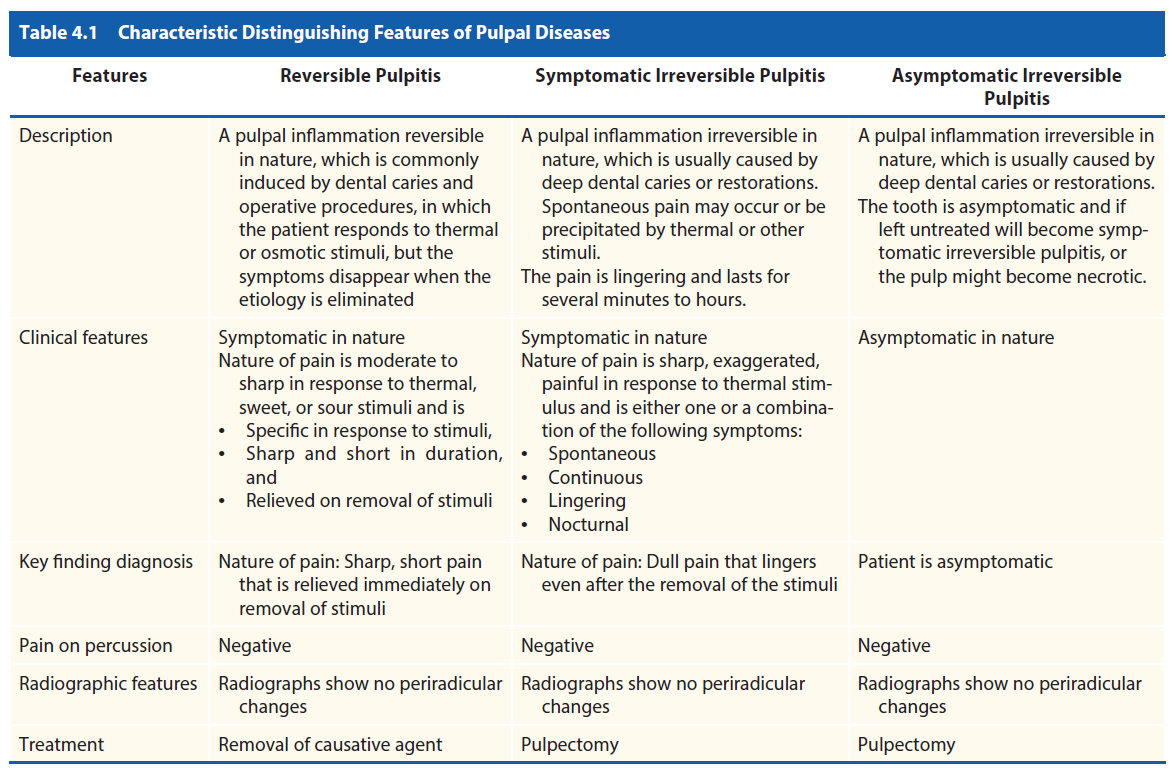 Table 4.1 Characteristic Distinguishing Features of Pulpal Diseases
Features
Reversible Pulpitis
Symptomatic Irreversible Pulpitis
Asymptomatic Irreversible
Pulpitis
Description
A pulpal inflammation reversible
in nature, which is commonly
induced by dental caries and
operative procedures, in which
the patient responds to thermal
or osmotic stimuli, but the
symptoms disappear when the
etiology is eliminated
A pulpal inflammation irreversible in
nature, which is usually caused by
deep dental caries or restorations.
Spontaneous pain may occur or be
precipitated by thermal or other
stimuli.
The pain is lingering and lasts for
several minutes to hours.
A pulpal inflammation irreversible in
nature, which is usually caused by
deep dental caries or restorations.
The tooth is asymptomatic and if
left untreated will become symp-
tomatic irreversible pulpitis, or
the pulp might become necrotic.
Clinical features
Symptomatic in nature
Nature of pain is moderate to
sharp in response to thermal,
sweet, or sour stimuli and is
• Specific in response to stimuli,
• Sharp and short in duration,
and
• Relieved on removal of stimuli
Symptomatic in nature
Nature of pain is sharp, exaggerated,
painful in response to thermal stim-
ulus and is either one or a combina-
tion of the following symptoms:
• Spontaneous
• Continuous
• Lingering
• Nocturnal
Asymptomatic in nature
Key finding diagnosis
Nature of pain: Sharp, short pain
that is relieved immediately on
removal of stimuli
Nature of pain: Dull pain that lingers
even after the removal of the stimuli
Patient is asymptomatic
Pain on percussion
Negative
Negative
Negative
Radiographic features
Radiographs show no periradicular
changes
Radiographs show no periradicular
changes
Radiographs show no periradicular
changes
Treatment
Removal of causative agent
Pulpectomy
Pulpectomy